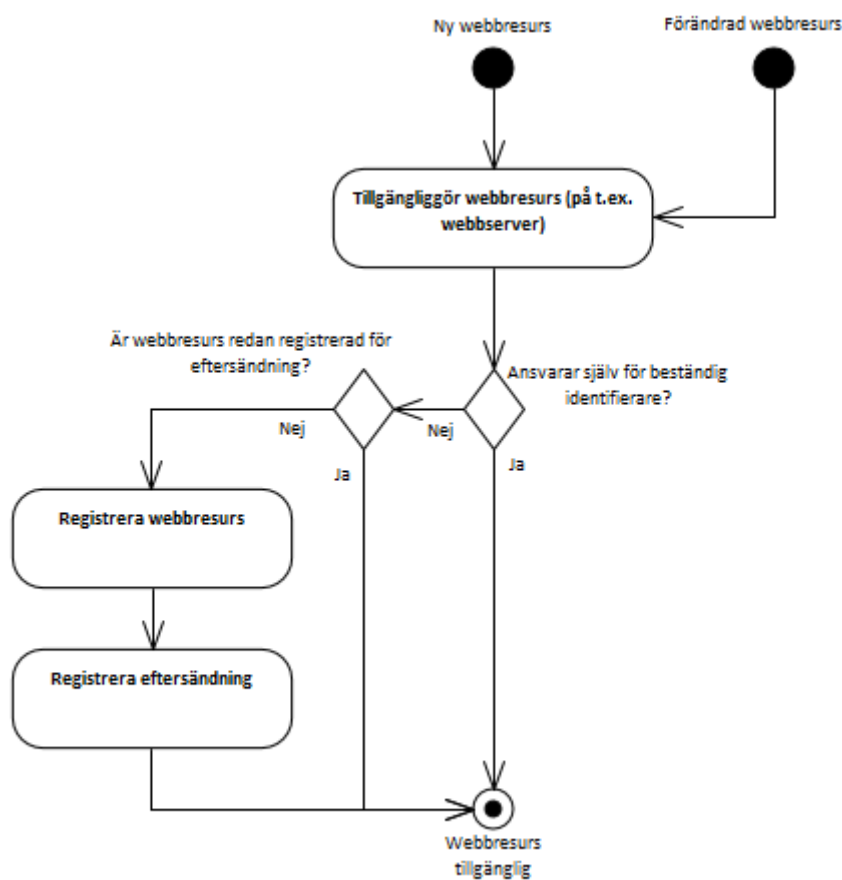 Ny webbresurs
Förändrad webbresurs
Tillgängliggör webbresurs (på t.ex.
webbserver)
Är webbresurs redan registrerad för
eftersändning?
Ansvarar själv för beständig
identifierare?
Nej
Nej
Ja
Ja
Registrera webbresurs
Registrera eftersändning
Webbresurs
tillgänglig